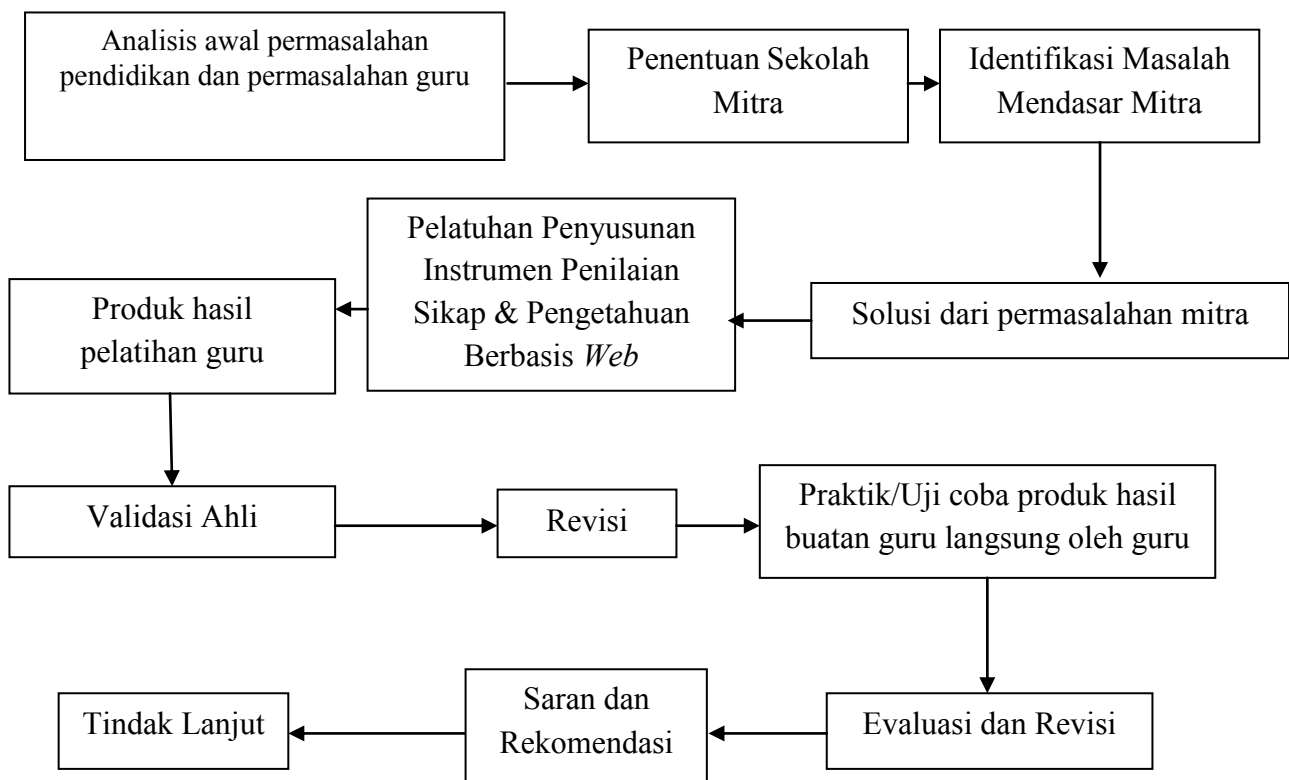 Analisis awal permasalahan
pendidikan dan permasalahan guru
Penentuan Sekolah
Mitra
Identifikasi Masalah
Mendasar Mitra
Solusi dari permasalahan mitra
Pelatuhan Penyusunan
Instrumen Penilaian
Sikap & Pengetahuan
Berbasis Web
Produk hasil
pelatihan guru
Validasi Ahli
Revisi
Praktik/Uji coba produk hasil
buatan guru langsung oleh guru
Evaluasi dan Revisi
Saran dan
Rekomendasi
Tindak Lanjut